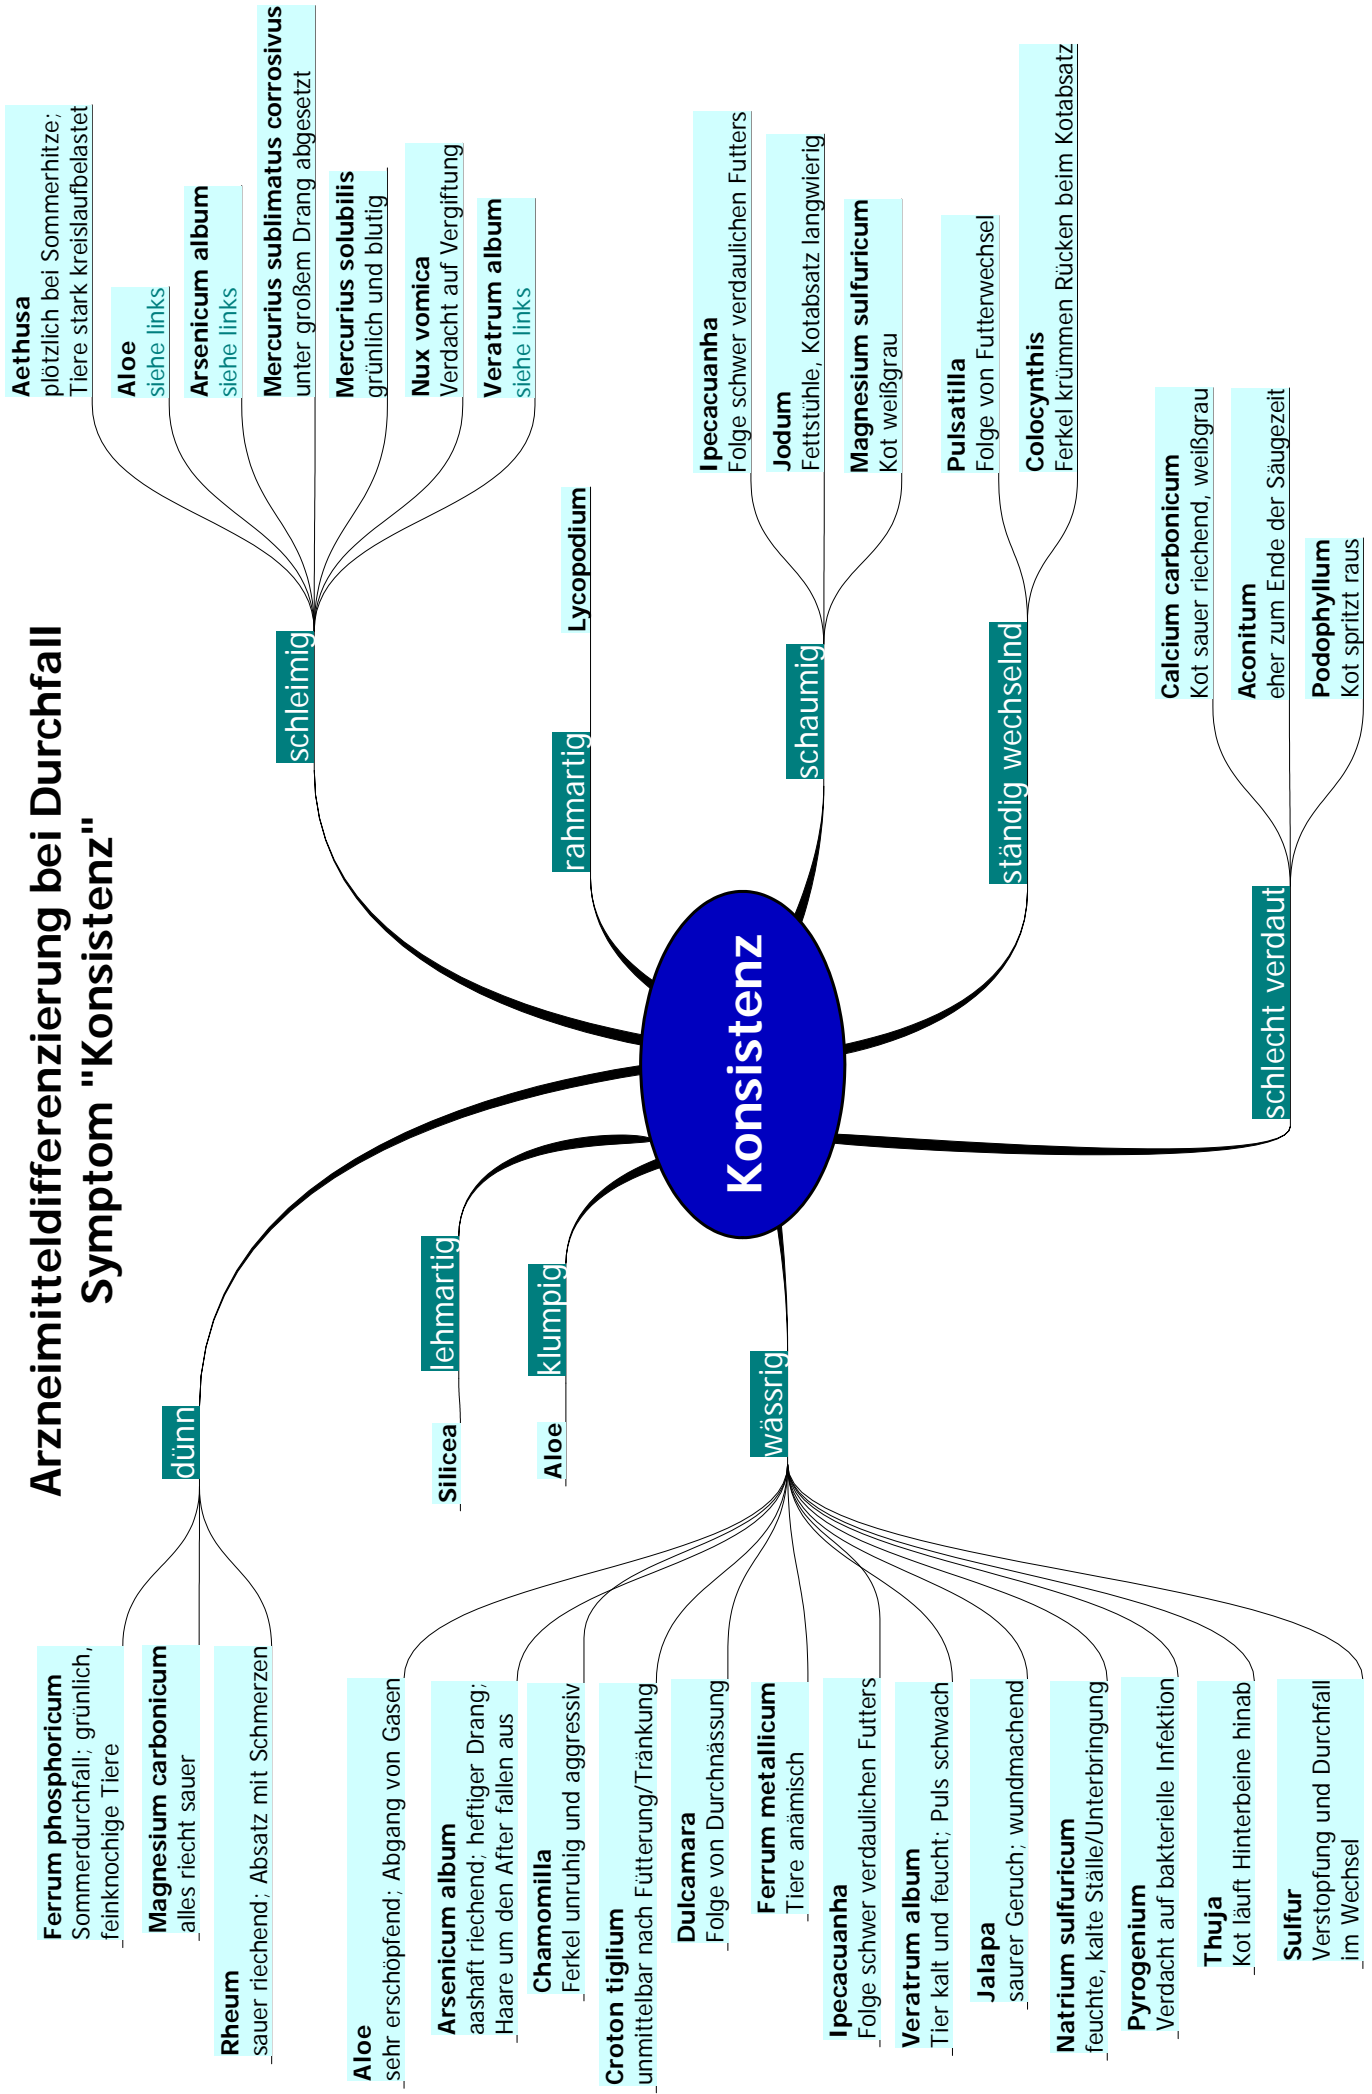 Arzneimitteldifferenzierung bei Durchfall
Symptom "Konsistenz"
Konsistenz
dünn
Ferrum phosphoricum
Sommerdurchfall; grünlich,
feinknochige Tiere
Magnesium carbonicum
alles riecht sauer
Rheum
sauer riechend; Absatz mit Schmerzen
lehmartig
Silicea
klumpig
Aloe
wässrig
Aloe
sehr erschöpfend; Abgang von Gasen
Arsenicum album
aashaft riechend; heftiger Drang;
Haare um den After fallen aus
Chamomilla
Ferkel unruhig und aggressiv
Croton tiglium
unmittelbar nach Fütterung/Tränkung
Dulcamara
Folge von Durchnässung
Ferrum metallicum
Tiere anämisch
Ipecacuanha
Folge schwer verdaulichen Futters
Veratrum album
Tier kalt und feucht; Puls schwach
Jalapa
saurer Geruch; wundmachend
Natrium sulfuricum
feuchte, kalte Ställe/Unterbringung
Pyrogenium
Verdacht auf bakterielle Infektion
Thuja
Kot läuft Hinterbeine hinab
Sulfur
Verstopfung und Durchfall
im Wechsel
schleimig
Aethusa
plötzlich bei Sommerhitze;
Tiere stark kreislaufbelastet
Aloe
siehe links
Arsenicum album
siehe links
Mercurius sublimatus corrosivus
unter großem Drang abgesetzt
Mercurius solubilis
grünlich und blutig
Nux vomica
Verdacht auf Vergiftung
Veratrum album
siehe links
rahmartig
Lycopodium
schaumig
Ipecacuanha
Folge schwer verdaulichen Futters
Jodum
Fettstühle, Kotabsatz langwierig
Magnesium sulfuricum
Kot weißgrau
ständig wechselnd
Pulsatilla
Folge von Futterwechsel
Colocynthis
Ferkel krümmen Rücken beim Kotabsatz
schlecht verdaut
Calcium carbonicum
Kot sauer riechend, weißgrau
Aconitum
eher zum Ende der Säugezeit
Podophyllum
Kot spritzt raus